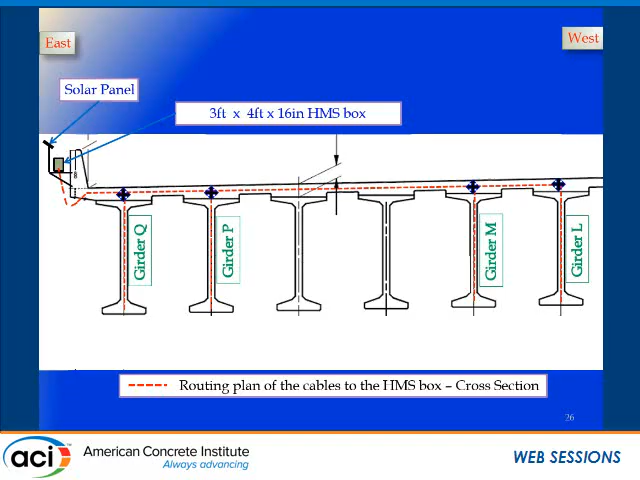 East
West
Solar Panel
3ft x 4ft x 16in HMS box
Girder Q
Girder P
Girder M
Girder L
Routing plan of the cables to the HMS box – Cross Section
26
aci™
American Concrete Institute
Always advancing
WEB SESSIONS